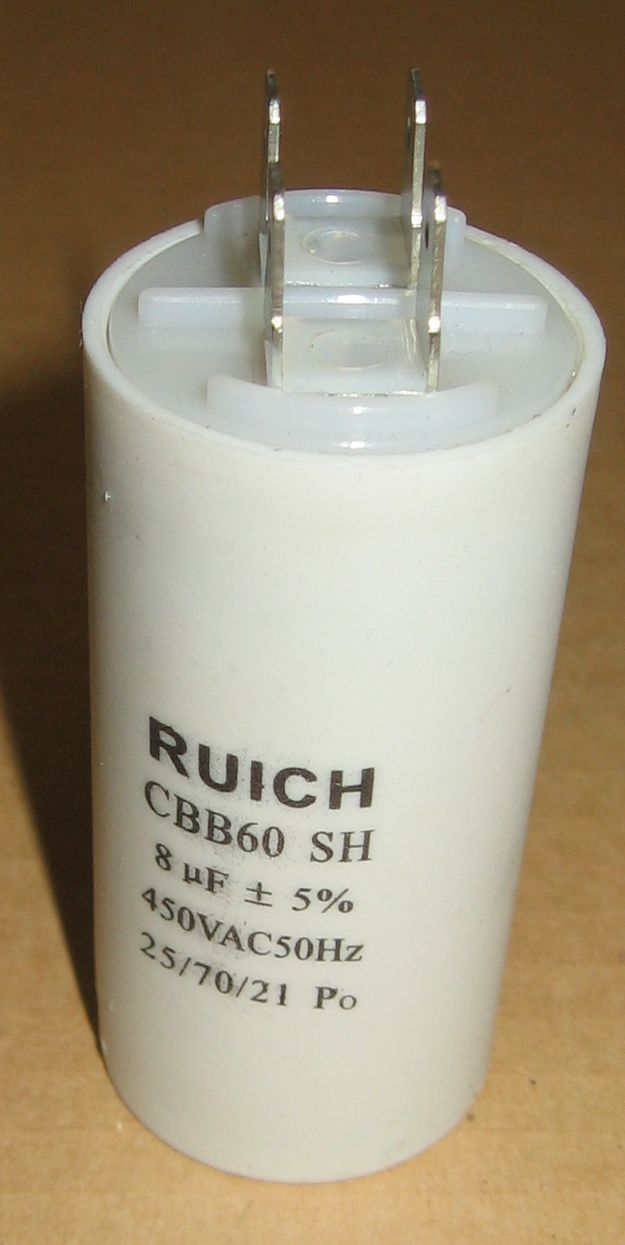 RUICH
CBB60 SH
8 µF ± 5%
450VAC50Hz
25/70/21 Po